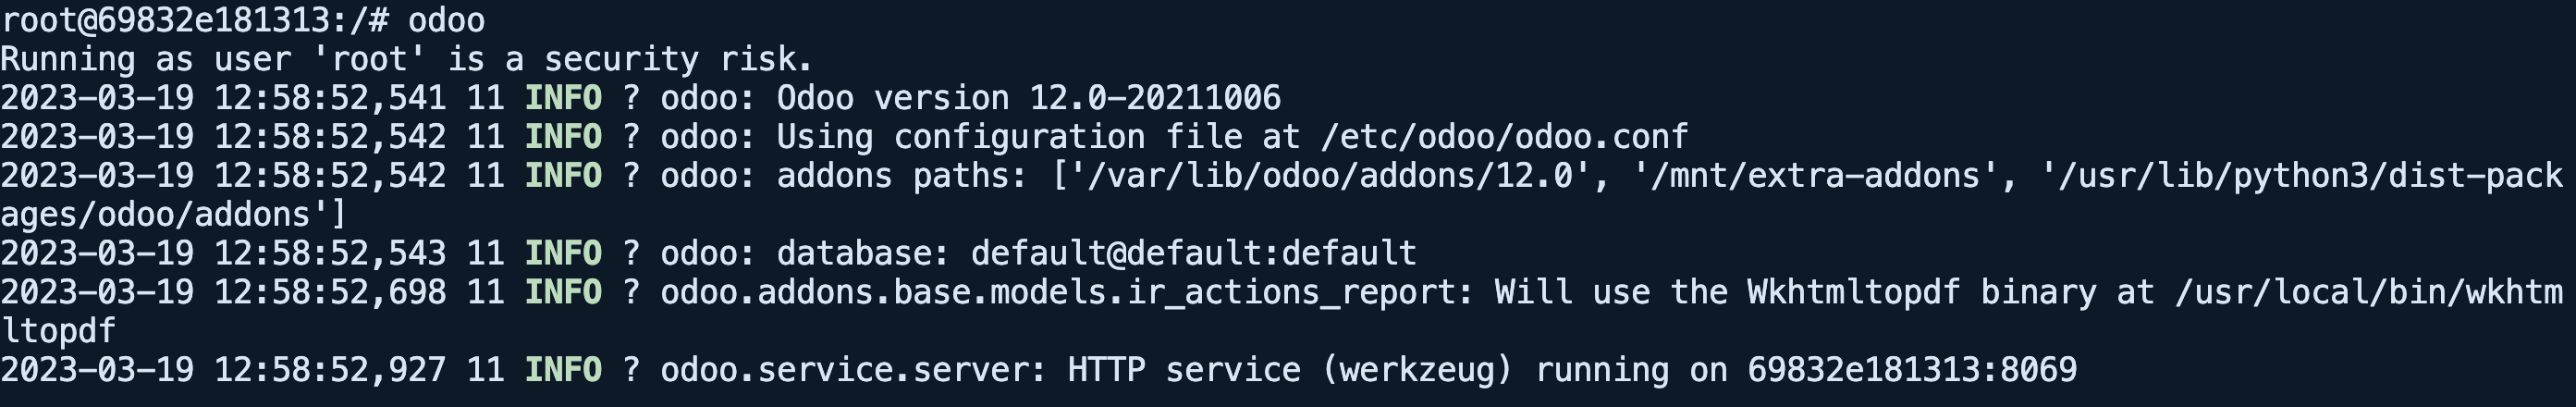 root@69832e181313:/# odoo
Running as user 'root' is a security risk.
2023-03-19 12:58:52,541 11 INFO ? odoo: Odoo version 12.0-20211006
2023-03-19 12:58:52,542 11 INFO ? odoo: Using configuration file at /etc/odoo/odoo.conf
2023-03-19 12:58:52,542 11 INFO ? odoo: addons paths: ['/var/lib/odoo/addons/12.0', '/mnt/extra-addons', '/usr/lib/python3/dist-pack
ages/odoo/addons']
2023-03-19 12:58:52,543 11 INFO ? odoo: database: default@default:default
2023-03-19 12:58:52,698 11 INFO ? odoo.addons.base.models.ir_actions_report: Will use the Wkhtmltopdf binary at /usr/local/bin/wkhtm
ltopdf
2023-03-19 12:58:52,927 11 INFO ? odoo.service.server: HTTP service (werkzeug) running on 69832e181313:8069